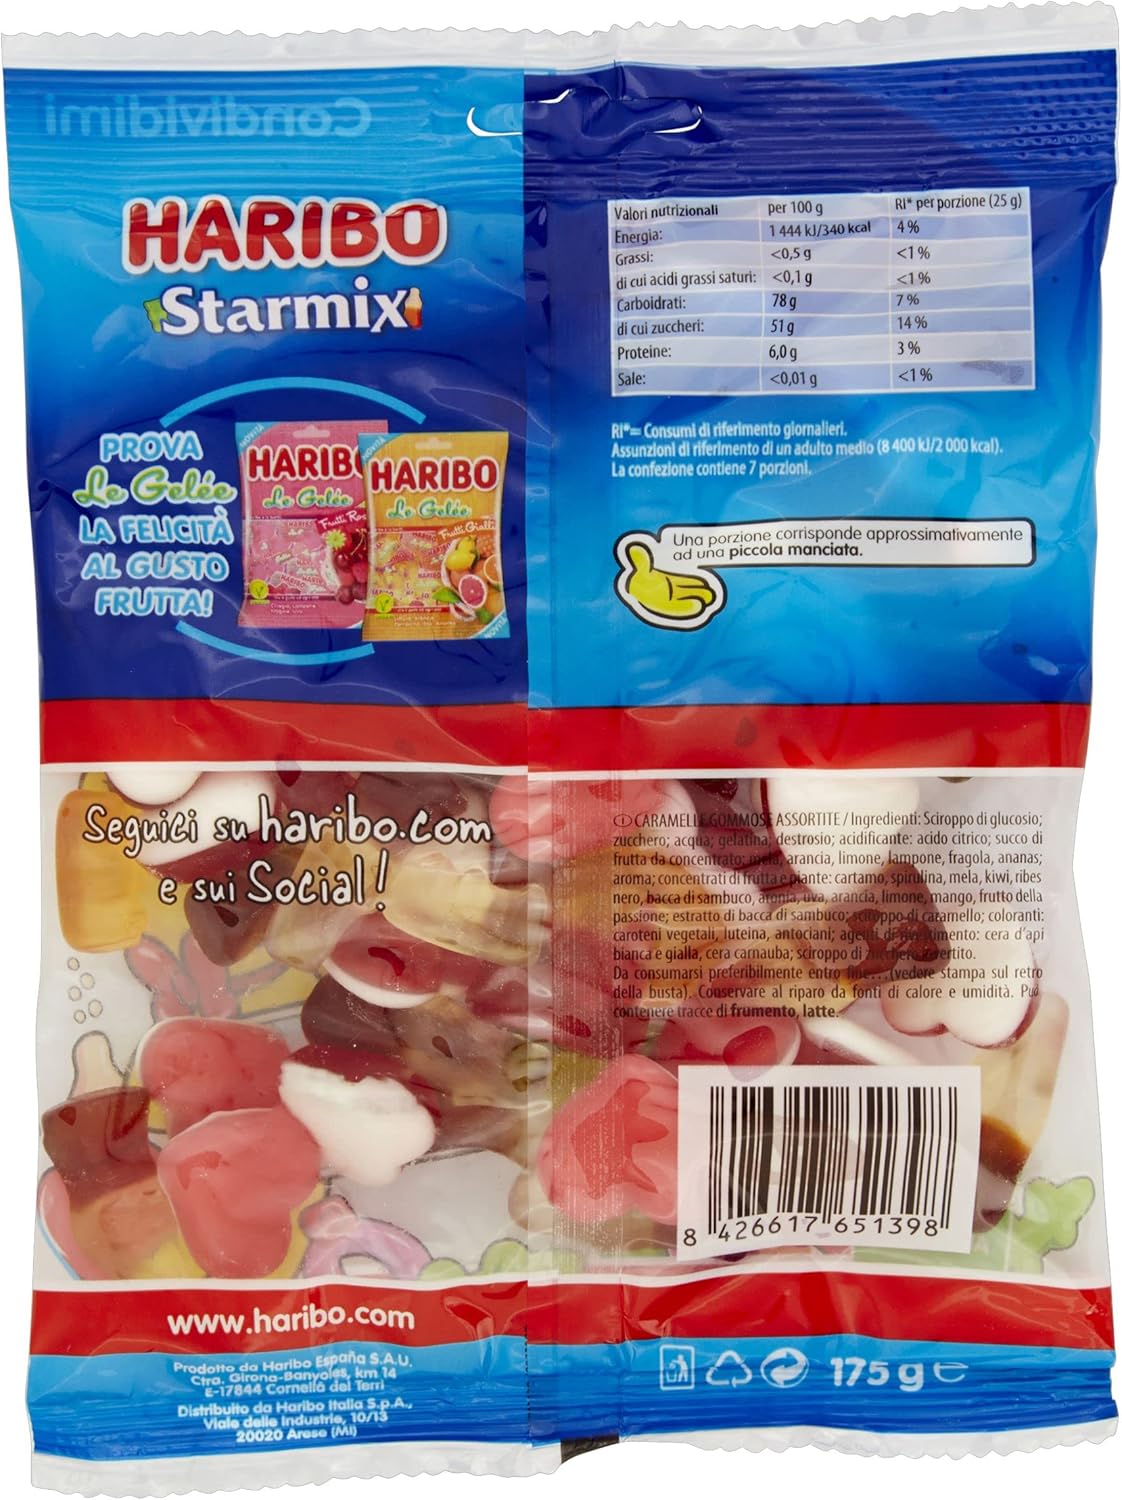 Condividimi
HARIBO
Starmix
PROVA
Le Gelée
LA FELICITÀ
AL GUSTO
FRUTTA!
NOVITÀ
HARIB
Le Gelée
Frutti
HARIBO
Le Gelée
Frutti Gialli
NOVITÀ
Valori nutrizionali per 100 g RI* per porzione (25 g)
Energia: 1 444 kJ/340 kcal 4 %
Grassi: <0,5 g <1 %
di cui acidi grassi saturi: <0,1 g <1 %
Carboidrati: 78 g 7 %
di cui zuccheri: 51 g 14 %
Proteine: 6,0 g 3 %
Sale: <0,01 g <1 %
RI*= Consumi di riferimento giornalieri.
Assunzioni di riferimento di un adulto medio (8 400 kJ/2 000 kcal).
La confezione contiene 7 porzioni.
Una porzione corrisponde approssimativamente
ad una piccola manciata.
Seguici su haribo.com
e sui Social!
I CARAMELLE GOMMOSE ASSORTITE / Ingredienti: Sciroppo di glucosio;
zucchero; acqua; gelatina; destrosio; acidificante: acido citrico; succo di
frutta da concentrato: mela, arancia, limone, lampone, fragola, ananas;
aroma; concentrati di frutta e piante: cartamo, spirulina, mela, kiwi, ribes
nero, bacca di sambuco, aronia, uva, arancia, limone, mango, frutto della
passione; estratto di bacca di sambuco; sciroppo di caramello; coloranti:
caroteni vegetali, luteina, antociani; agenti di rivestimento: cera d'api
bianca e gialla, cera carnauba; sciroppo di zucchero invertito.
Da consumarsi preferibilmente entro fine... (vedere stampa sul retro
della busta). Conservare al riparo da fonti di calore e umidità. Può
contenere tracce di frumento, latte.
8 426617 651398
www.haribo.com
Prodotto da Haribo España S.A.U.
Ctra. Girona-Banyoles, km 14
E-17844 Cornellà del Terri
Distribuito da Haribo Italia S.p.A.,
Viale delle Industrie, 10/13
20020 Arese (MI)
175 g e